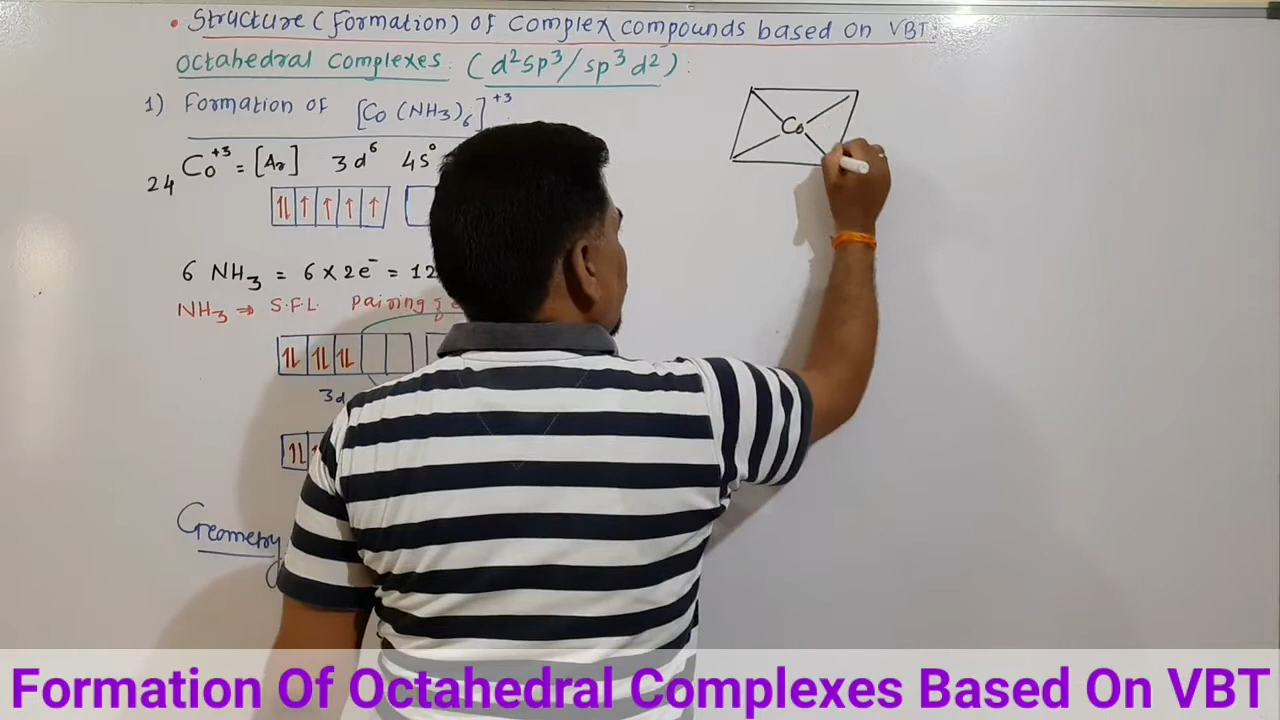 • Structure (formation) of complex compounds based on VBT:
octahedral complexes: (d²sp³/sp³d²):
1) Formation of [Co (NH3)6]⁺³
24 Co⁺³ = [Ar] 3d⁶ 4s⁰
6 NH3 = 6 × 2e⁻ = 12
NH3 ⇒ S.F.L. Pairing of
3d
Geometry
Co
Formation Of Octahedral Complexes Based On VBT